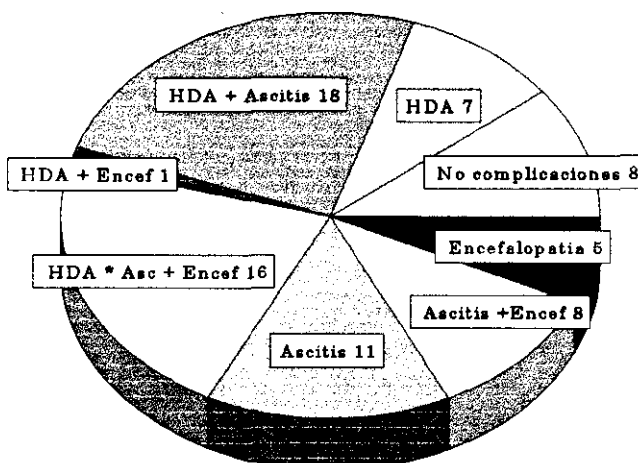 HDA + Ascitis 18
HDA 7
HDA + Encef 1
No complicaciones 8
HDA * Asc + Encef 16
Encefalopatia 5
Ascitis +Encef 8
Ascitis 11